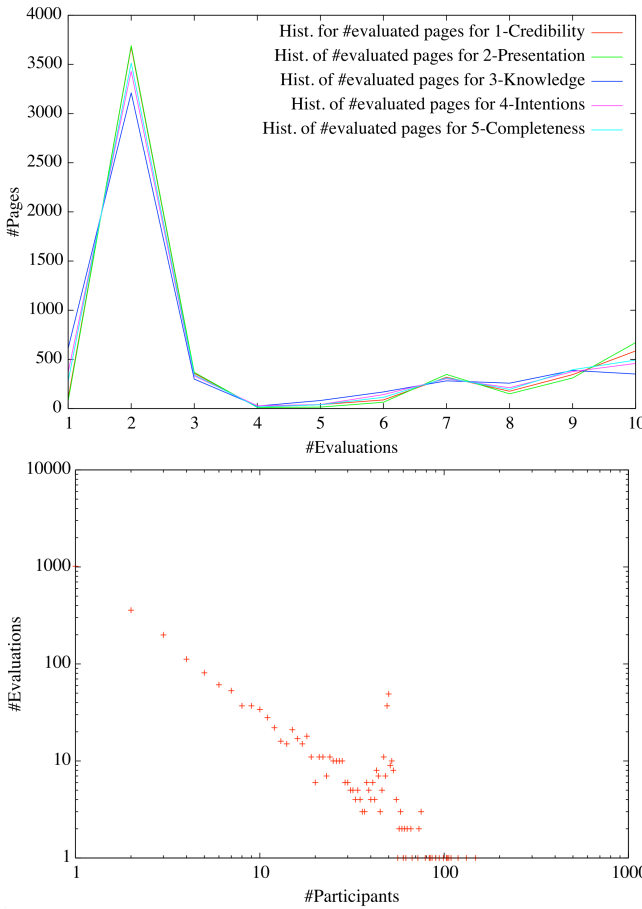 4000
3500
3000
2500
2000
1500
1000
500
0
#Pages
Hist. for #evaluated pages for 1-Credibility
Hist. of #evaluated pages for 2-Presentation
Hist. of #evaluated pages for 3-Knowledge
Hist. of #evaluated pages for 4-Intentions
Hist. of #evaluated pages for 5-Completeness
1 2 3 4 5 6 7 8 9 10
#Evaluations
10000
1000
100
10
1
#Evaluations
1 10 100 1000
#Participants